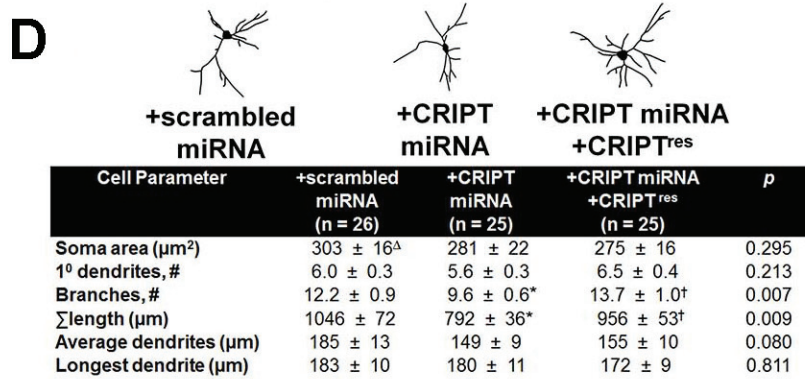 D
+scrambled miRNA
+CRIPT miRNA
+CRIPT miRNA +CRIPTʳᵉˢ
Cell Parameter +scrambled miRNA (n = 26) +CRIPT miRNA (n = 25) +CRIPT miRNA +CRIPT ʳᵉˢ (n = 25) p
Soma area (µm²) 303 ± 16ᐃ 281 ± 22 275 ± 16 0.295
1⁰ dendrites, # 6.0 ± 0.3 5.6 ± 0.3 6.5 ± 0.4 0.213
Branches, # 12.2 ± 0.9 9.6 ± 0.6* 13.7 ± 1.0† 0.007
∑length (µm) 1046 ± 72 792 ± 36* 956 ± 53† 0.009
Average dendrites (µm) 185 ± 13 149 ± 9 155 ± 10 0.080
Longest dendrite (µm) 183 ± 10 180 ± 11 172 ± 9 0.811